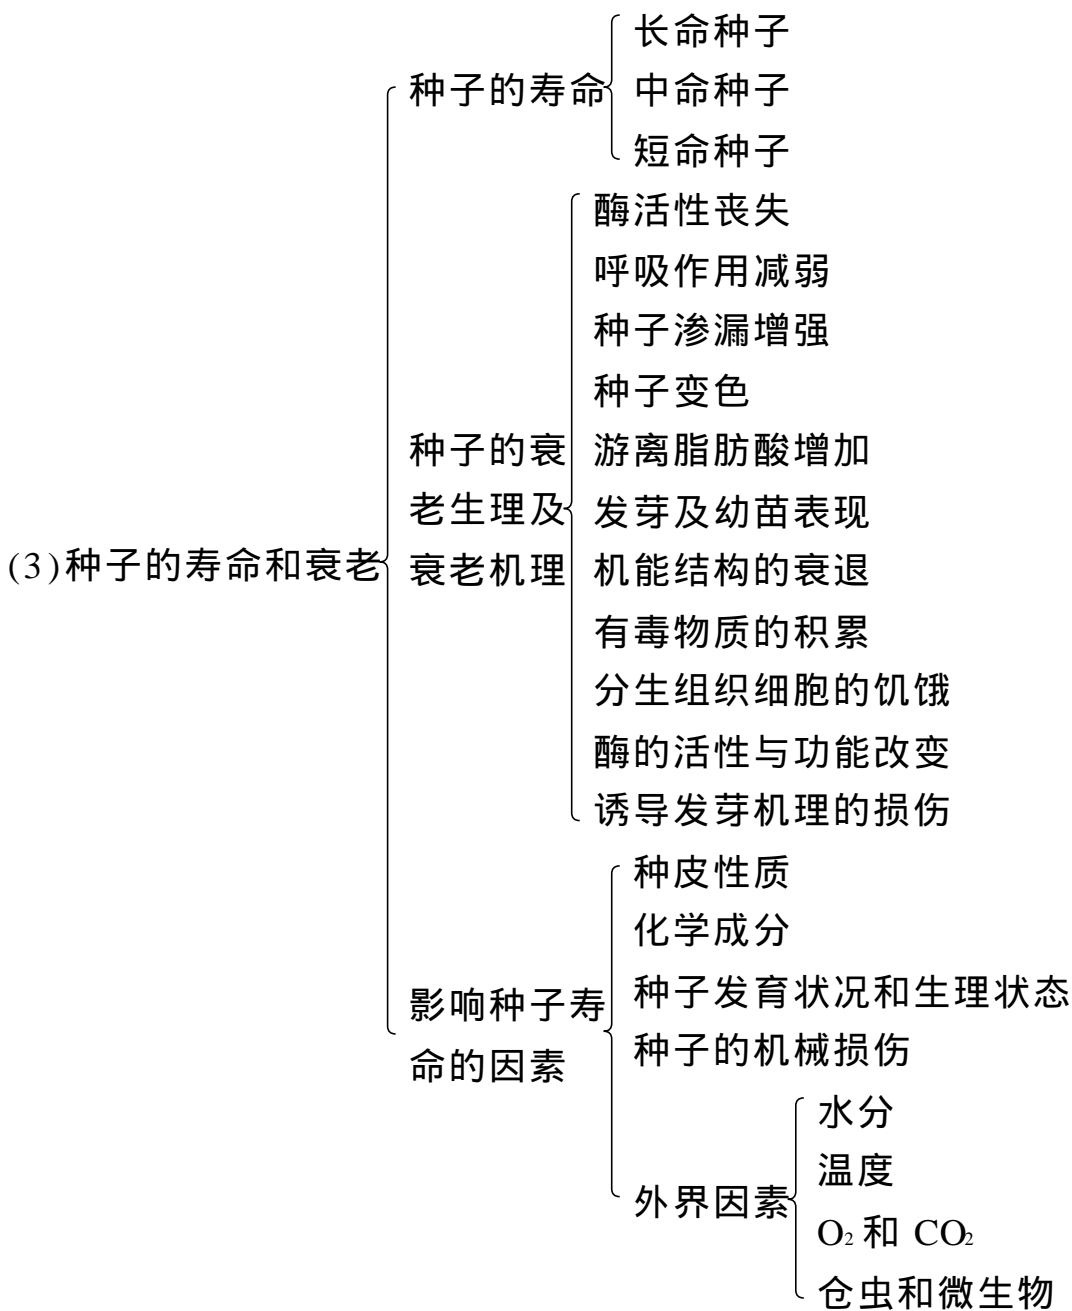 (3)种子的寿命和衰老
种子的寿命
长命种子
中命种子
短命种子
种子的衰
老生理及
衰老机理
酶活性丧失
呼吸作用减弱
种子渗漏增强
种子变色
游离脂肪酸增加
发芽及幼苗表现
机能结构的衰退
有毒物质的积累
分生组织细胞的饥饿
酶的活性与功能改变
诱导发芽机理的损伤
影响种子寿
命的因素
种皮性质
化学成分
种子发育状况和生理状态
种子的机械损伤
外界因素
水分
温度
O₂ 和 CO₂
仓虫和微生物